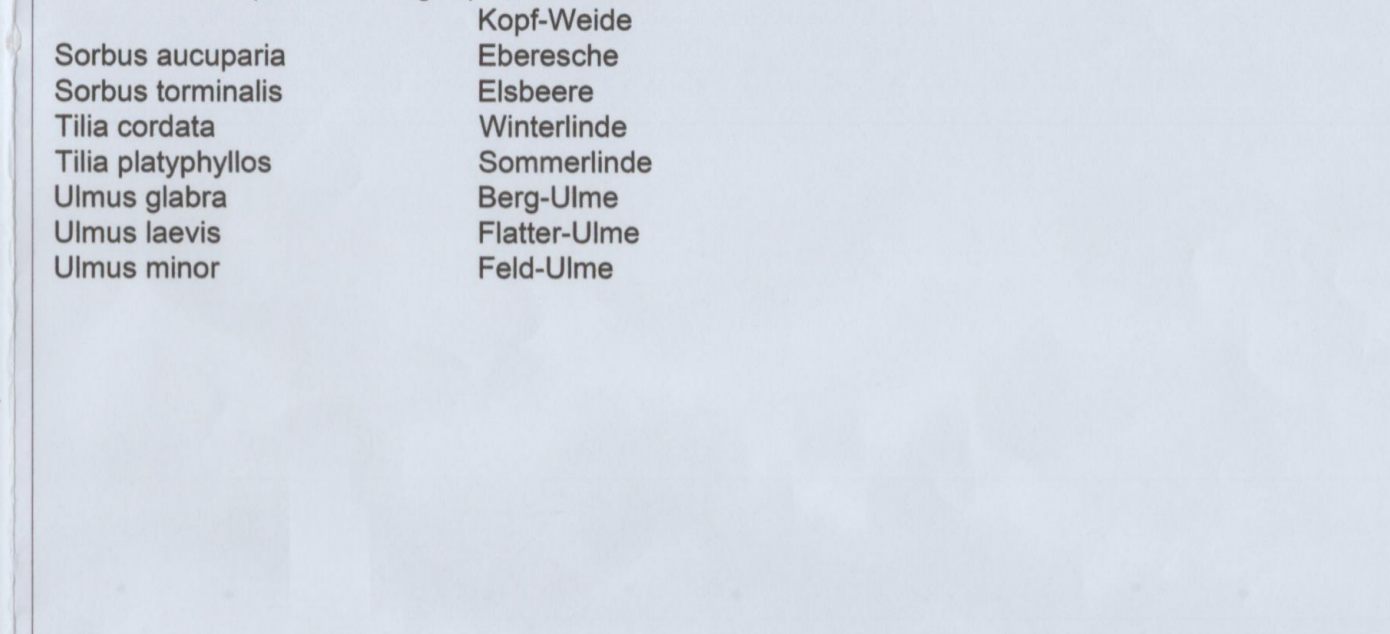 Kopf-Weide
Sorbus aucuparia Eberesche
Sorbus torminalis Elsbeere
Tilia cordata Winterlinde
Tilia platyphyllos Sommerlinde
Ulmus glabra Berg-Ulme
Ulmus laevis Flatter-Ulme
Ulmus minor Feld-Ulme